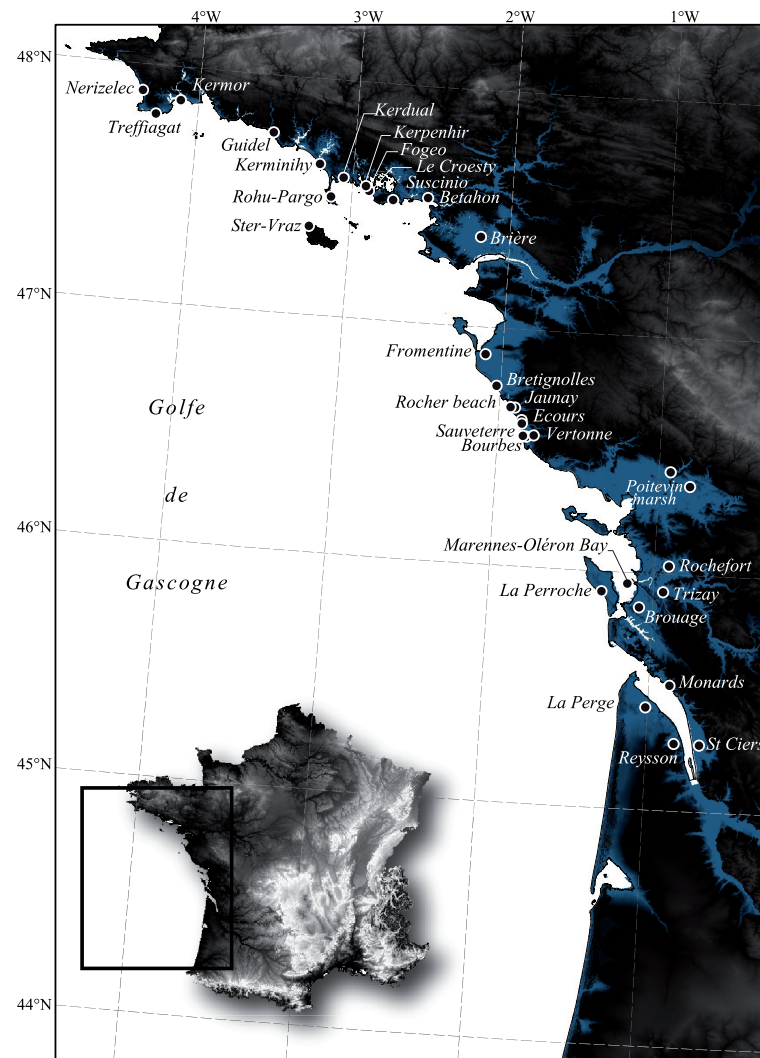 4°W
3°W
2°W
1°W
48°N
Nerizelec
Kermor
Treffiagat
Kerdual
Kerpenhir
Fogeo
Le Croesty
Suscinio
Guidel
Kerminihy
Rohu-Pargo
Betahon
Ster-Vraz
Brière
47°N
Fromentine
Bretignolles
Rocher beach
Jaunay
Ecours
Sauveterre
Vertonne
Bourbes
Golfe
de
Gascogne
Poitevin
marsh
46°N
Marennes-Oléron Bay
Rochefort
La Perroche
Trizay
Brouage
Monards
La Perge
St Ciers
Reysson
45°N
44°N